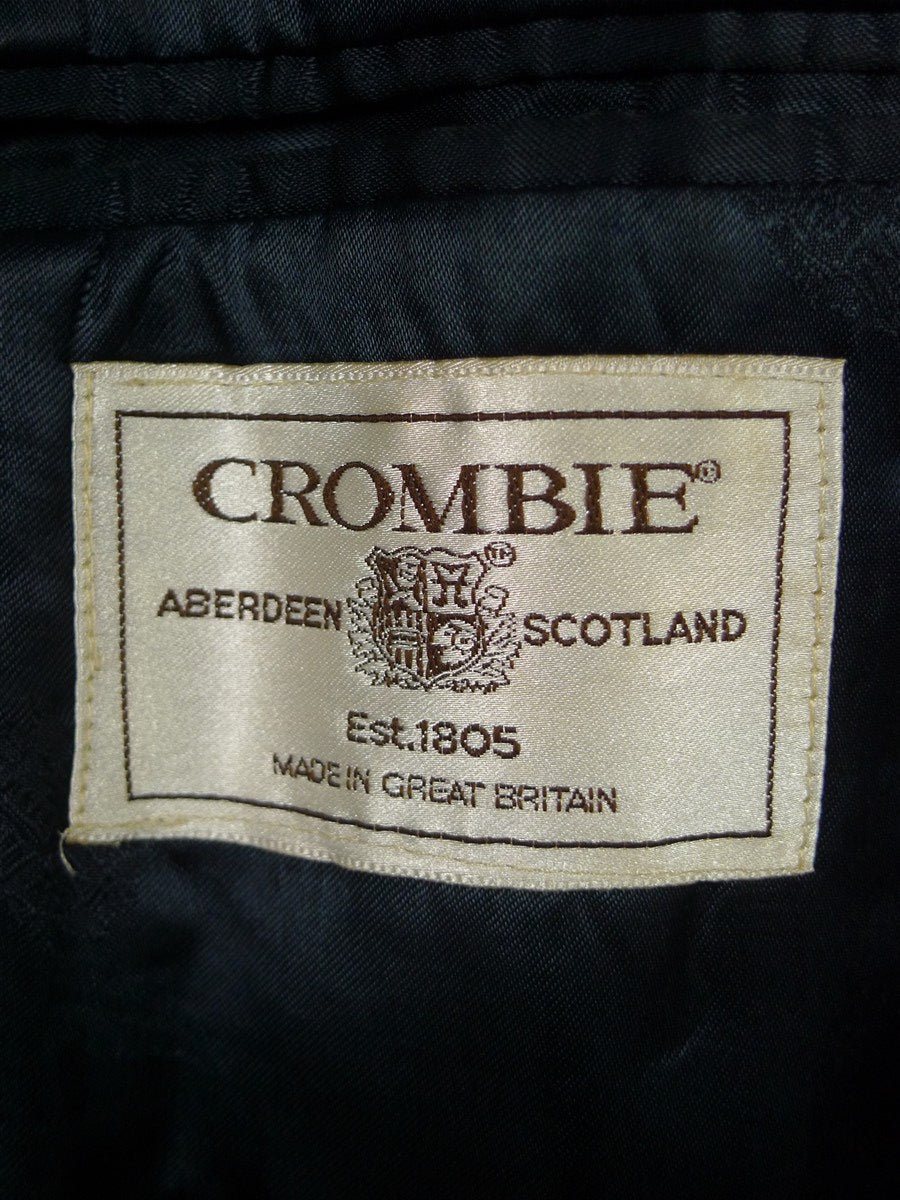 CROMBIE®
ABERDEEN SCOTLAND
Est.1805
MADE IN GREAT BRITAIN